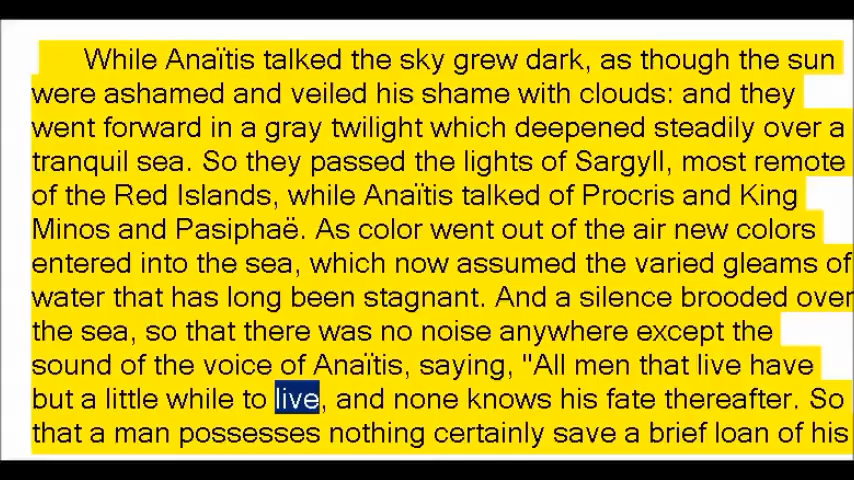 While Anaïtis talked the sky grew dark, as though the sun
were ashamed and veiled his shame with clouds: and they
went forward in a gray twilight which deepened steadily over a
tranquil sea. So they passed the lights of Sargyll, most remote
of the Red Islands, while Anaïtis talked of Procris and King
Minos and Pasiphaë. As color went out of the air new colors
entered into the sea, which now assumed the varied gleams of
water that has long been stagnant. And a silence brooded over
the sea, so that there was no noise anywhere except the
sound of the voice of Anaïtis, saying, "All men that live have
but a little while to live, and none knows his fate thereafter. So
that a man possesses nothing certainly save a brief loan of his